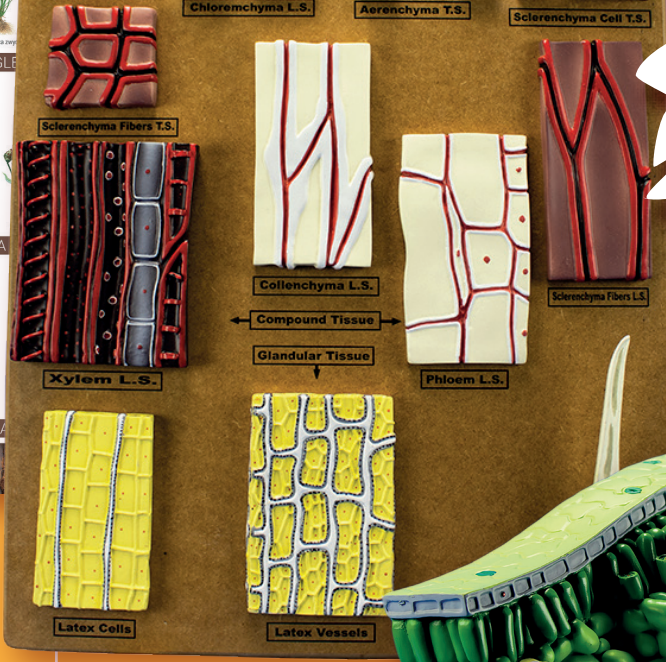 Chloremchyma L.S.
Aerenchyma T.S.
Sclerenchyma Cell T.S.
Sclerenchyma Fibers T.S.
Collenchyma L.S.
Sclerenchyma Fibers L.S.
Compound Tissue
Glandular Tissue
Xylem L.S.
Phloem L.S.
Latex Cells
Latex Vessels